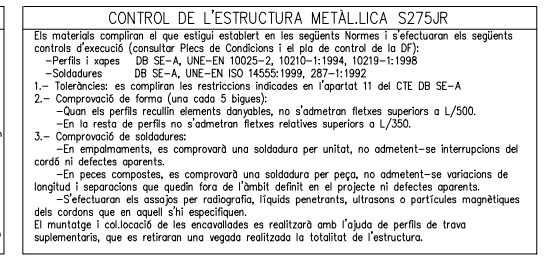 CONTROL DE L'ESTRUCTURA METÀL.LICA S275JR
Els materials compliran el que estigui establert en les següents Normes i s'efectuaran els següents
controls d'execució (consultar Plecs de Condicions i el pla de control de la DF):
-Perfils i xapes DB SE-A, UNE-EN 10025-2, 10210-1:1994, 10219-1:1998
-Soldadures DB SE-A, UNE-EN ISO 14555:1999, 287-1:1992
1.- Toleràncies: es compliran les restriccions indicades en l'apartat 11 del CTE DB SE-A
2.- Comprovació de forma (una cada 5 bigues):
-Quan els perfils recullin elements danyables, no s'admetran fletxes superiors a L/500.
-En la resta de perfils no s'admetran fletxes relatives superiors a L/350.
3.- Comprovació de soldadures:
-En empalmaments, es comprovarà una soldadura per unitat, no admetent-se interrupcions del
cordó ni defectes aparents.
-En peces compostes, es comprovarà una soldadura per peça, no admetent-se variacions de
longitud i separacions que quedin fora de l'àmbit definit en el projecte ni defectes aparents.
-S'efectuaran els assajos per radiografia, líquids penetrants, ultrasons o partícules magnètiques
dels cordons que en aquell s'hi especifiquen.
El muntatge i col.locació de les encavallades es realitzarà amb l'ajuda de perfils de trava
suplementaris, que es retiraran una vegada realitzada la totalitat de l'estructura.